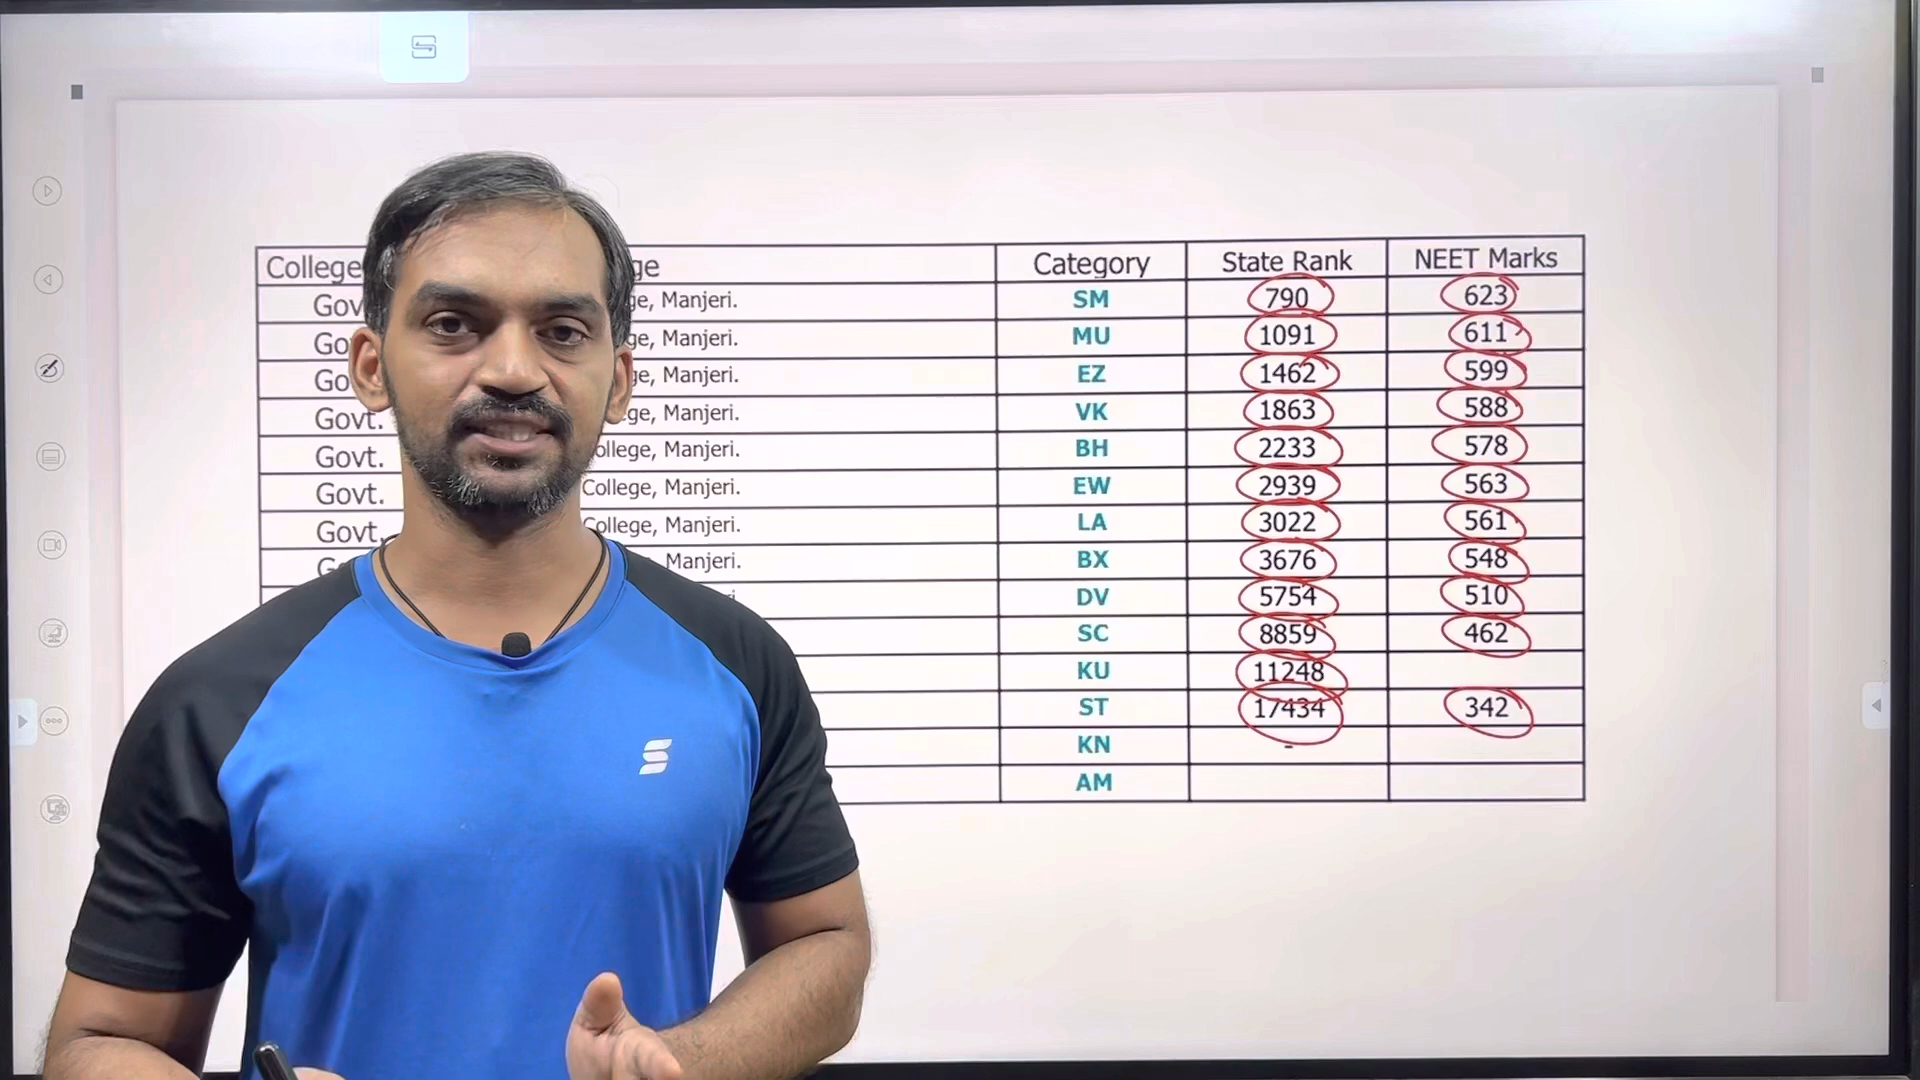 College ge Category State Rank NEET Marks
Gov ge, Manjeri. SM 790 623
Go ge, Manjeri. MU 1091 611
Go ge, Manjeri. EZ 1462 599
Govt. ge, Manjeri. VK 1863 588
Govt. ollege, Manjeri. BH 2233 578
Govt. College, Manjeri. EW 2939 563
Govt. College, Manjeri. LA 3022 561
G Manjeri. BX 3676 548
DV 5754 510
SC 8859 462
KU 11248
ST 17434 342
KN -
AM